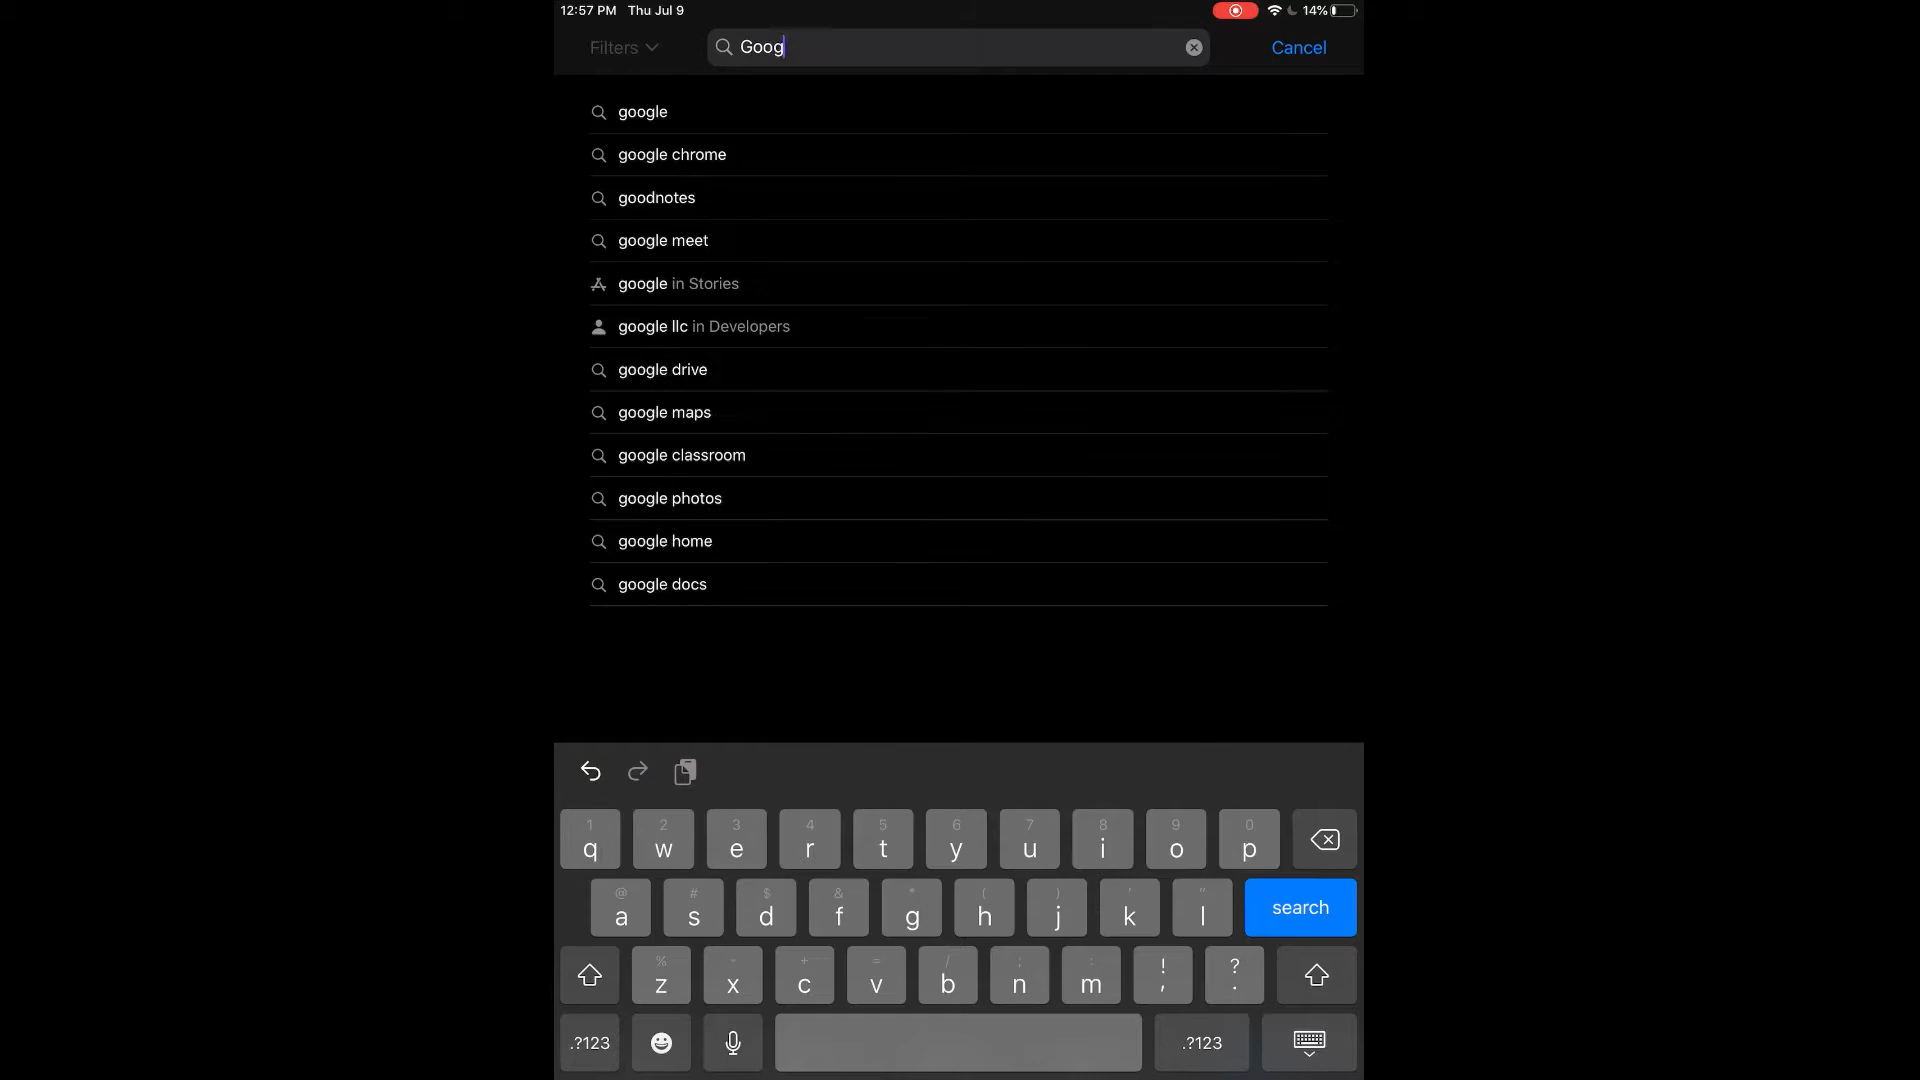 12:57 PM Thu Jul 9 14%
Filters Goog Cancel
google
google chrome
goodnotes
google meet
google in Stories
google llc in Developers
google drive
google maps
google classroom
google photos
google home
google docs
1 2 3 4 5 6 7 8 9 0
q w e r t y u i o p
@ # $ & * ( ) ' "
a s d f g h j k l search
% - + = / ; : ! ?
z x c v b n m , .
.?123 .?123